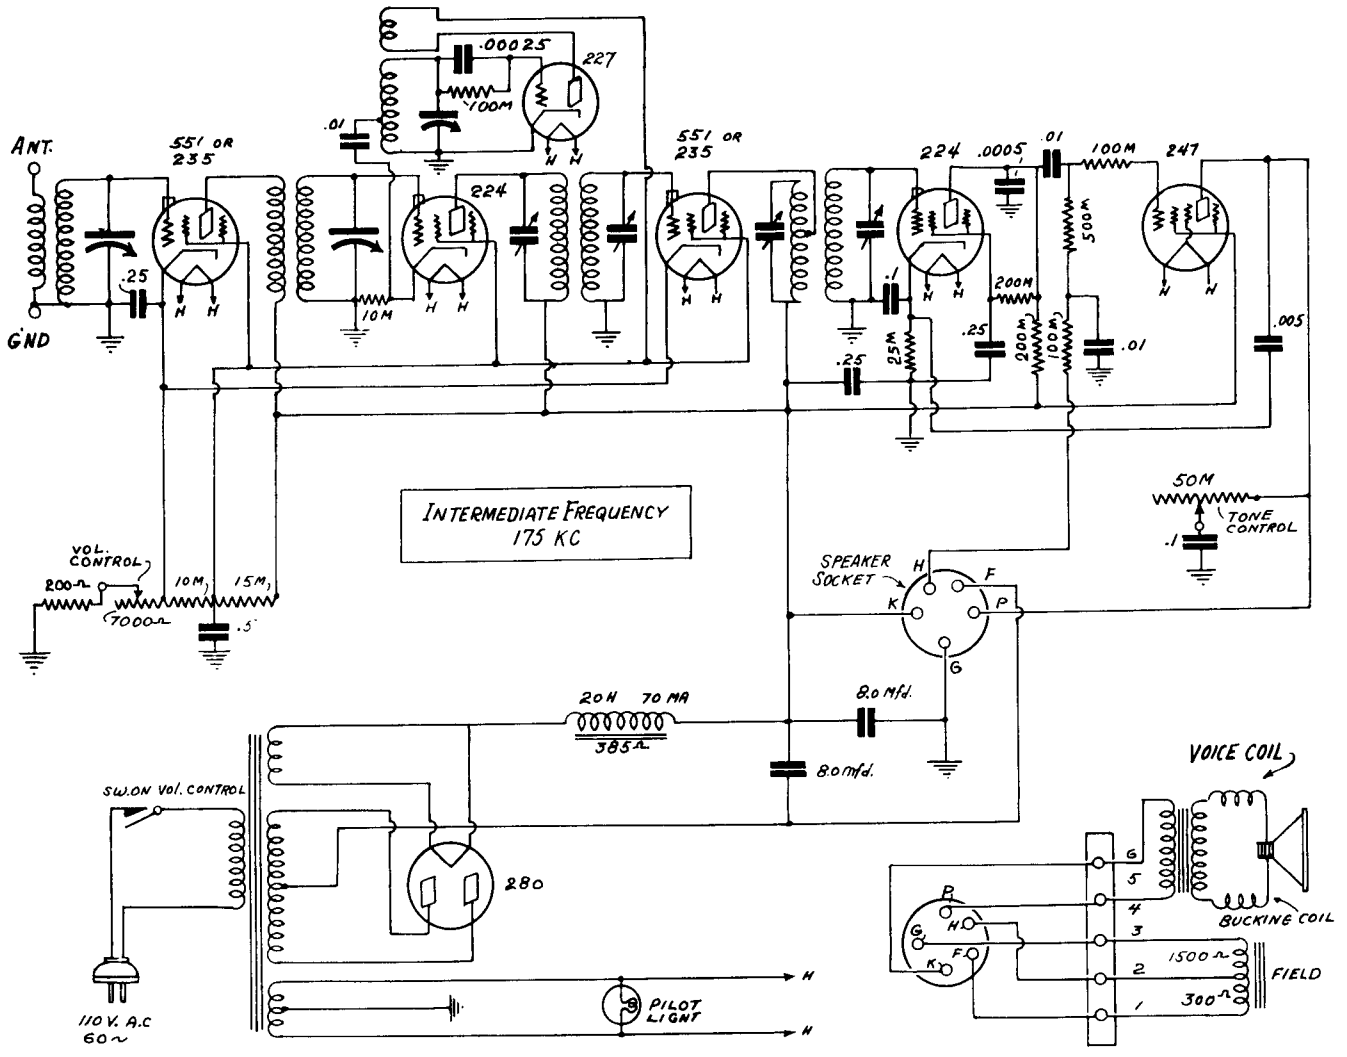 .00025
227
100M
.01
H H
ANT.
551 OR
235
224
551 OR
235
224
.0005
.01
100M
247
.25
H H
10M
H H
H H
.1
H H
200M
500M
H H
G'ND
.25
25M
.25
200M
100M
.01
.005
INTERMEDIATE FREQUENCY
175 KC
50M
TONE
CONTROL
.1
VOL.
CONTROL
200Ω
10M
15M
7000Ω
.5
SPEAKER
SOCKET
H
F
K
P
G
20H 70 MA
385Ω
8.0 Mfd.
8.0 mfd.
SW.ON VOL. CONTROL
280
110 V. A.C
60~
H
PILOT
LIGHT
H
VOICE COIL
BUCKING COIL
6
5
4
3
2
1
P
H
G
F
K
1500Ω
300Ω
FIELD